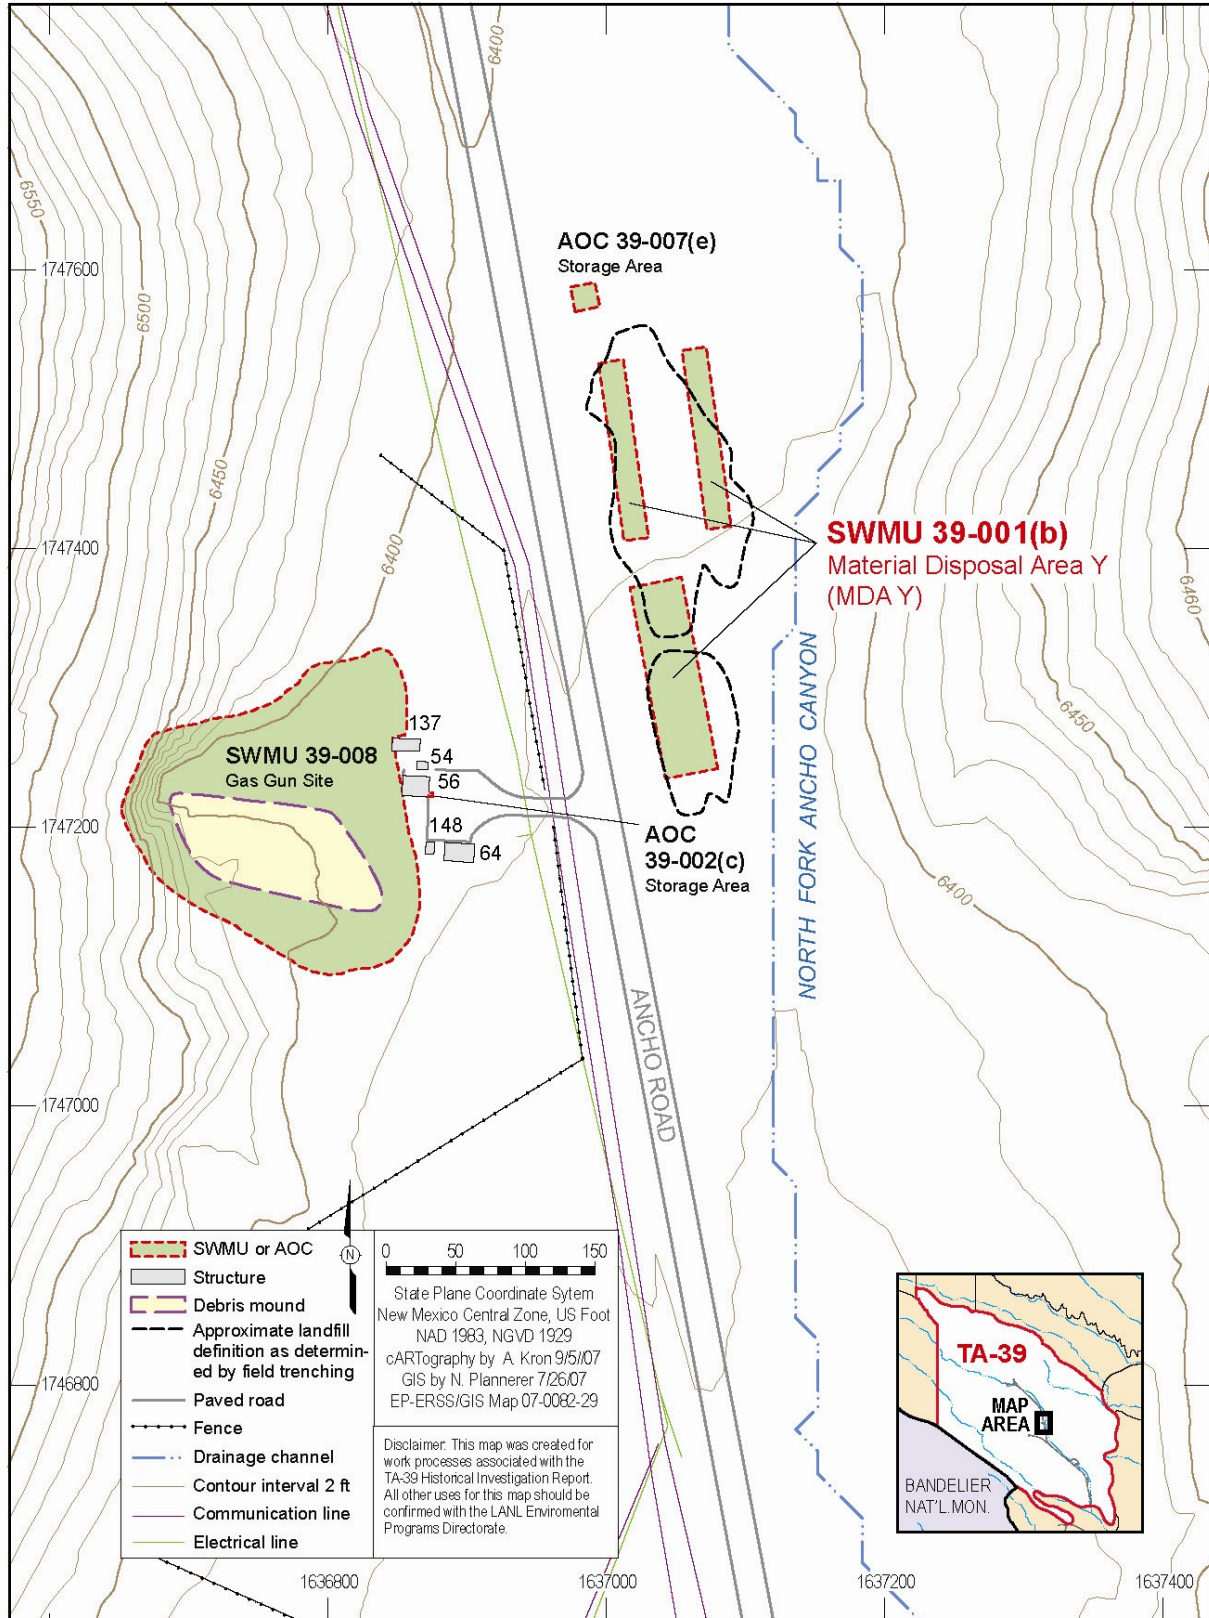 6400
6550
6500
AOC 39-007(e)
Storage Area
1747600
6450
6400
1747400
SWMU 39-001(b)
Material Disposal Area Y
(MDA Y)
6460
NORTH FORK ANCHO CANYON
6450
137
54
56
SWMU 39-008
Gas Gun Site
1747200
148
64
AOC
39-002(c)
Storage Area
6400
ANCHO ROAD
1747000
SWMU or AOC
Structure
Debris mound
Approximate landfill
definition as determin-
ed by field trenching
Paved road
Fence
Drainage channel
Contour interval 2 ft
Communication line
Electrical line
N
0 50 100 150
State Plane Coordinate Sytem
New Mexico Central Zone, US Foot
NAD 1983, NGVD 1929
cARTography by A. Kron 9/5//07
GIS by N. Plannerer 7/26/07
EP-ERSS/GIS Map 07-0082-29
Disclaimer: This map was created for
work processes associated with the
TA-39 Historical Investigation Report.
All other uses for this map should be
confirmed with the LANL Enviromental
Programs Directorate.
1746800
TA-39
MAP
AREA
BANDELIER
NAT'L. MON.
1636800
1637000
1637200
1637400